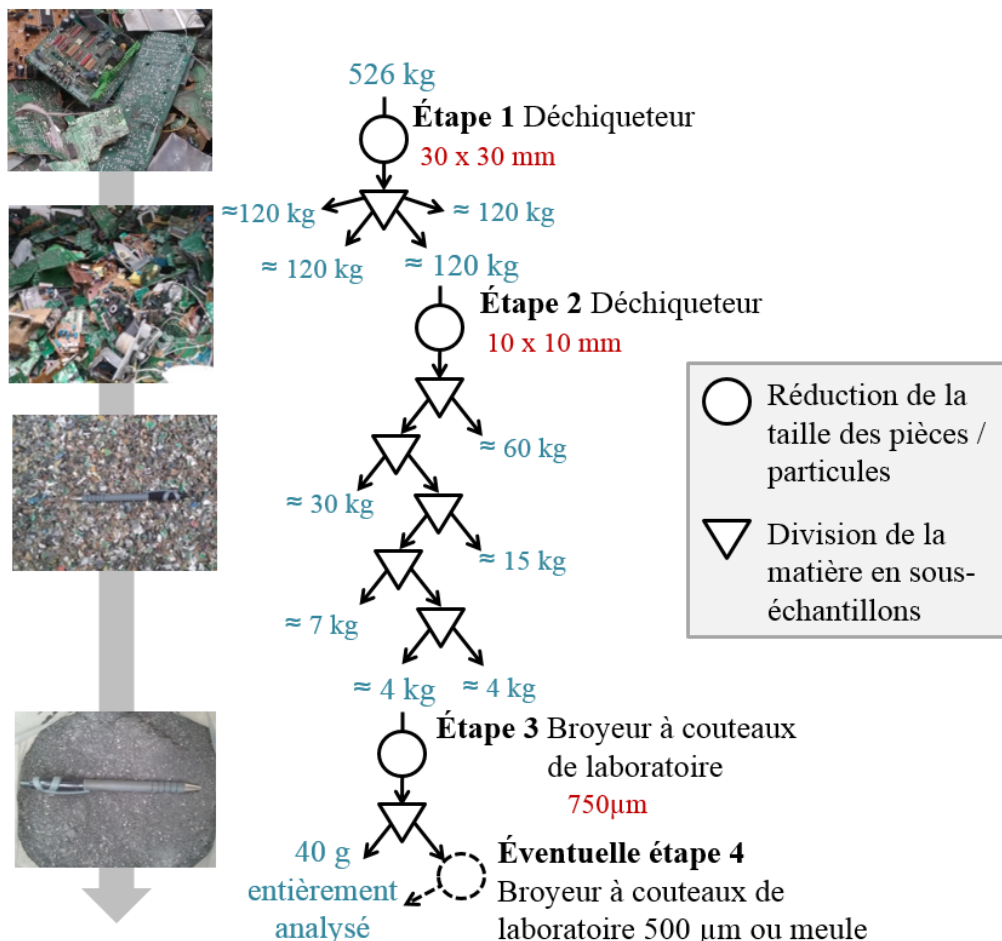 526 kg
Étape 1 Déchiqueteur
30 x 30 mm
≈120 kg
≈ 120 kg
≈ 120 kg
≈ 120 kg
Étape 2 Déchiqueteur
10 x 10 mm
≈ 60 kg
≈ 30 kg
≈ 15 kg
≈ 7 kg
≈ 4 kg
≈ 4 kg
Étape 3 Broyeur à couteaux
de laboratoire
750µm
40 g
entièrement
analysé
Éventuelle étape 4
Broyeur à couteaux de
laboratoire 500 µm ou meule
Réduction de la
taille des pièces /
particules
Division de la
matière en sous-
échantillons